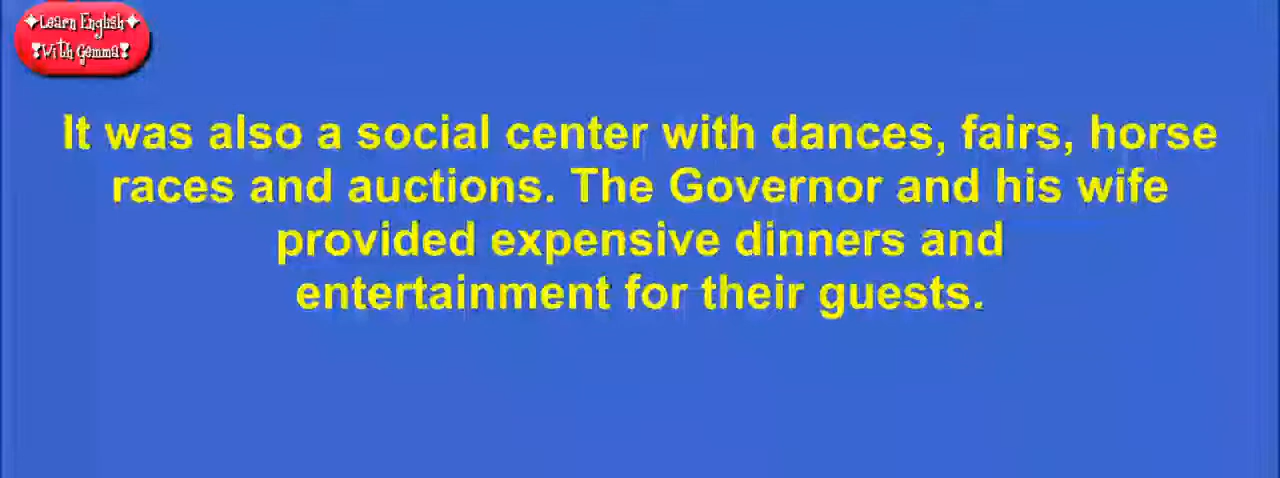 Learn English
With Gemma
It was also a social center with dances, fairs, horse
races and auctions. The Governor and his wife
provided expensive dinners and
entertainment for their guests.